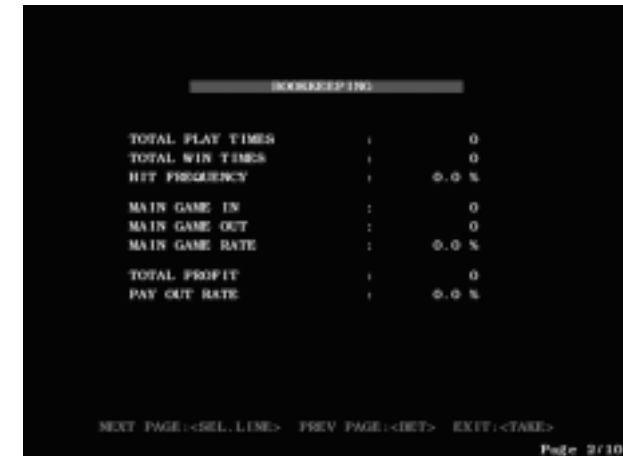 BOOKKEEPING
TOTAL PLAY TIMES : 0
TOTAL WIN TIMES : 0
HIT FREQUENCY : 0.0 %
MAIN GAME IN : 0
MAIN GAME OUT : 0
MAIN GAME RATE : 0.0 %
TOTAL PROFIT : 0
PAY OUT RATE : 0.0 %
NEXT PAGE:<SEL.LINE> PREV PAGE:<BET> EXIT:<TAKE>
Page 2/10